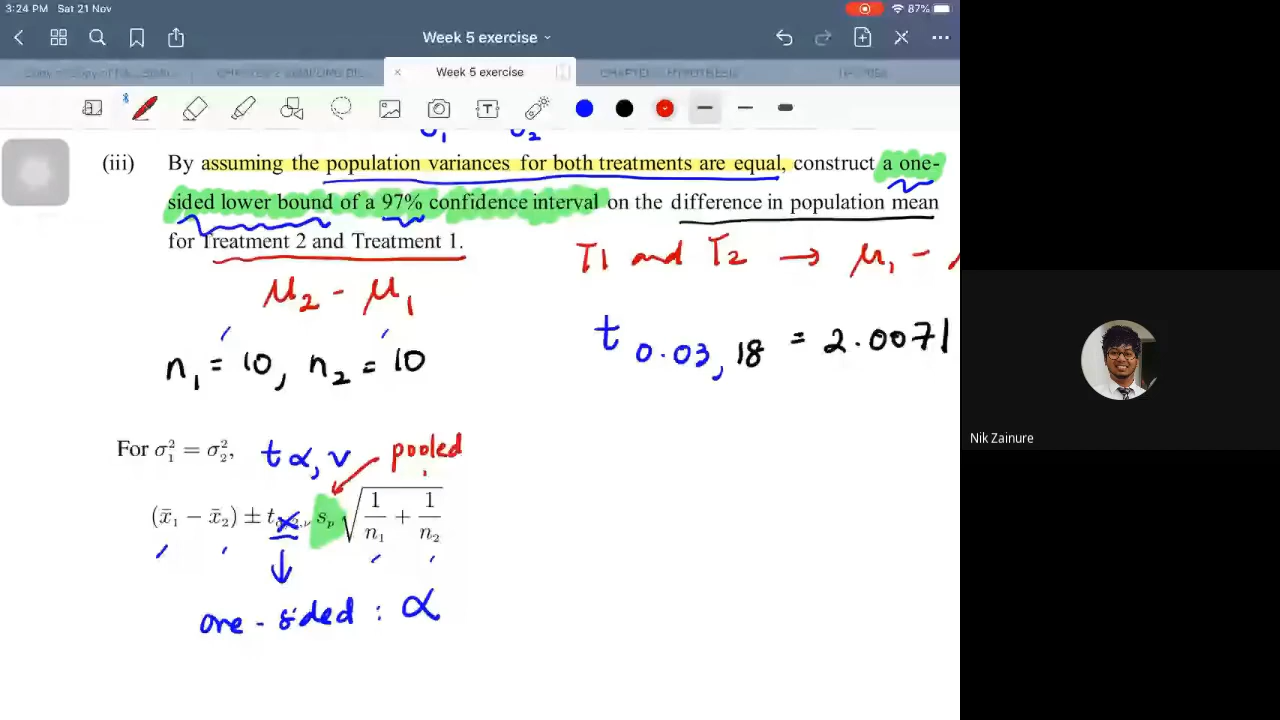 3:24 PM Sat 21 Nov
87%
Week 5 exercise
Week 5 exercise
(iii) By assuming the population variances for both treatments are equal, construct a one-
sided lower bound of a 97% confidence interval on the difference in population mean
for Treatment 2 and Treatment 1.
T1 and T2 → μ₁ -
μ₂ - μ₁
t 0.03, 18 = 2.0071
n₁ = 10, n₂ = 10
For σ₁² = σ₂², t α, v
pooled
(x̄₁ − x̄₂) ± t s_p √ 1/n₁ + 1/n₂
one-sided : α
Nik Zainure